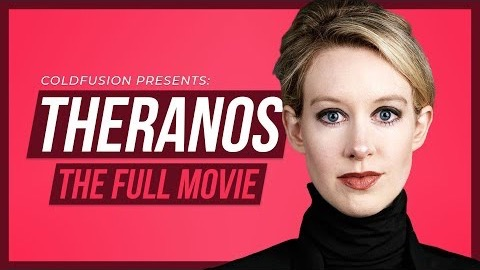 COLDFUSION PRESENTS:
THERANOS
THE FULL MOVIE